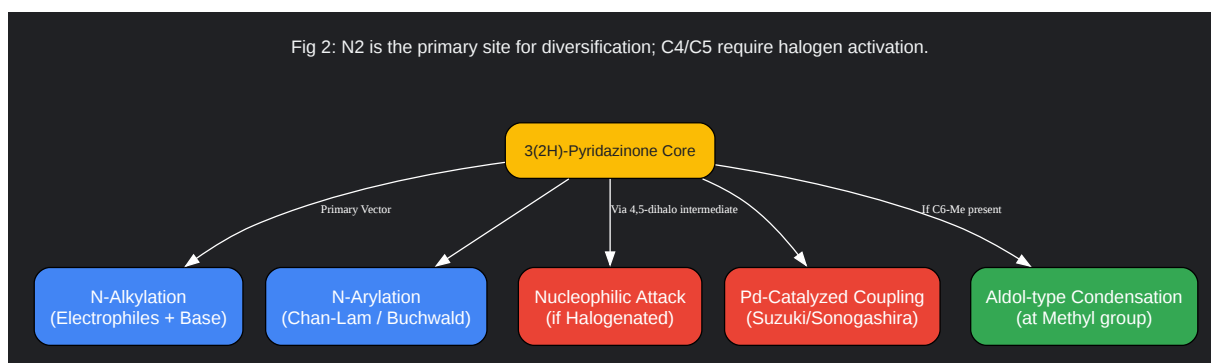 Fig 2: N2 is the primary site for diversification; C4/C5 require halogen activation.
3(2H)-Pyridazinone Core
Primary Vector
Via 4,5-dihalo intermediate
If C6-Me present
N-Alkylation
(Electrophiles + Base)
N-Arylation
(Chan-Lam / Buchwald)
Nucleophilic Attack
(if Halogenated)
Pd-Catalyzed Coupling
(Suzuki/Sonogashira)
Aldol-type Condensation
(at Methyl group)